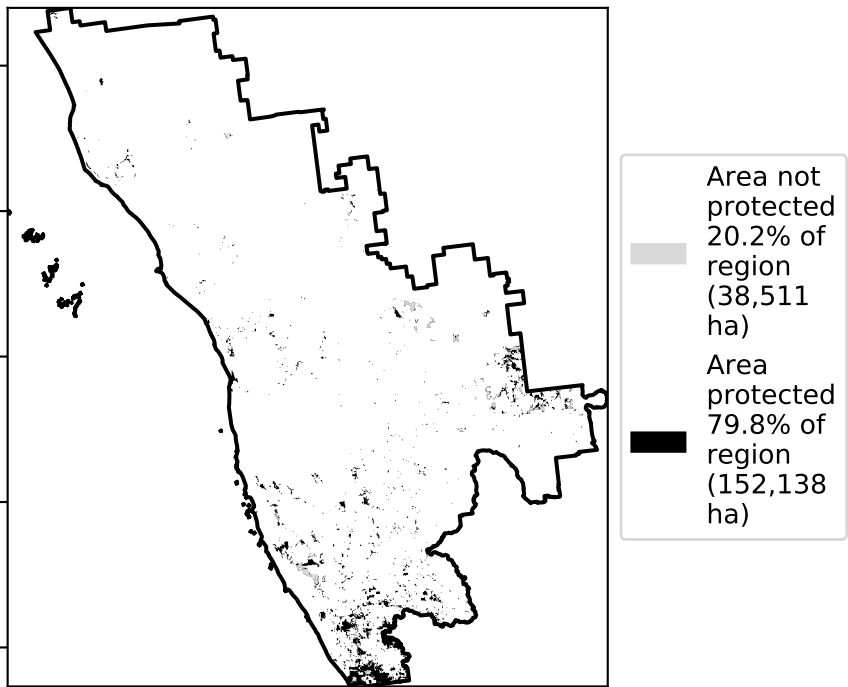 Area not
protected
20.2% of
region
(38,511
ha)
Area
protected
79.8% of
region
(152,138
ha)